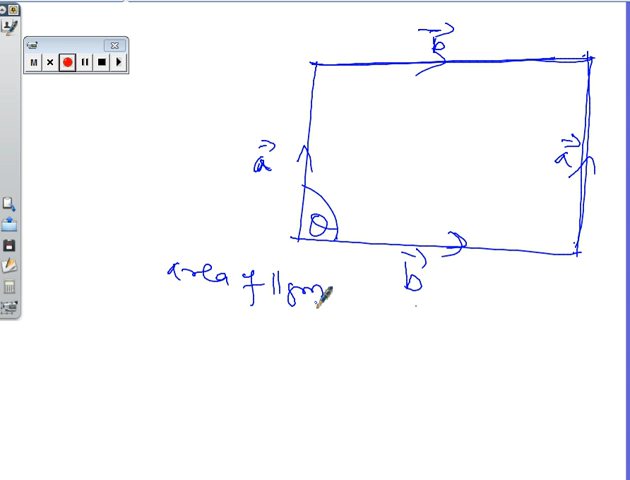 b⃗
M
a⃗
a⃗
θ
b⃗
area of ||gm